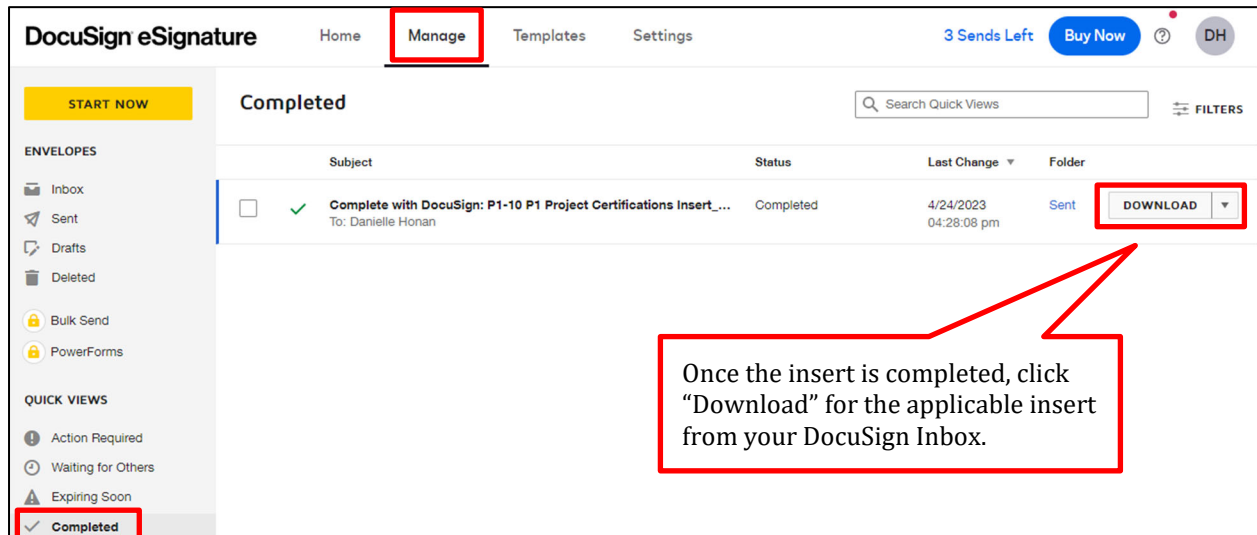 DocuSign eSignature Home Manage Templates Settings 3 Sends Left Buy Now DH
START NOW
Completed
Search Quick Views
FILTERS
ENVELOPES
Inbox
Sent
Drafts
Deleted
Bulk Send
PowerForms
QUICK VIEWS
Action Required
Waiting for Others
Expiring Soon
Completed
Subject Status Last Change Folder
Complete with DocuSign: P1-10 P1 Project Certifications Insert_... Completed 4/24/2023 Sent DOWNLOAD
To: Danielle Honan 04:28:08 pm
Once the insert is completed, click
“Download” for the applicable insert
from your DocuSign Inbox.